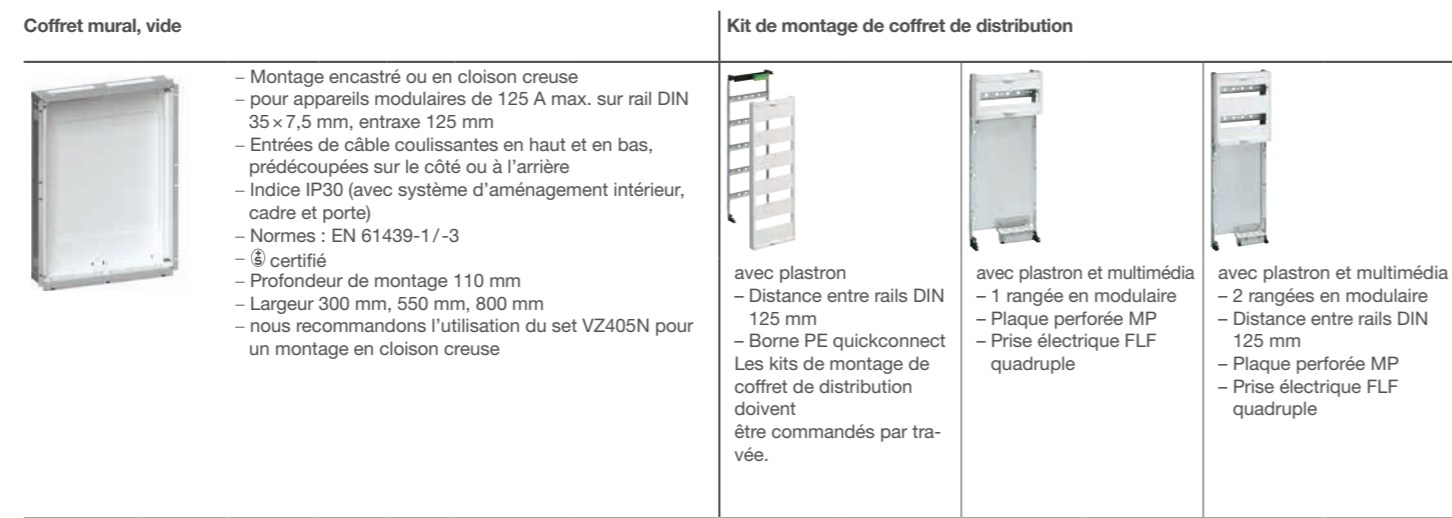 Coffret mural, vide
– Montage encastré ou en cloison creuse
– pour appareils modulaires de 125 A max. sur rail DIN
35 × 7,5 mm, entraxe 125 mm
– Entrées de câble coulissantes en haut et en bas,
prédécoupées sur le côté ou à l’arrière
– Indice IP30 (avec système d’aménagement intérieur,
cadre et porte)
– Normes : EN 61439-1 / -3
– certifié
– Profondeur de montage 110 mm
– Largeur 300 mm, 550 mm, 800 mm
– nous recommandons l’utilisation du set VZ405N pour
un montage en cloison creuse
Kit de montage de coffret de distribution
avec plastron
– Distance entre rails DIN
125 mm
– Borne PE quickconnect
Les kits de montage de
coffret de distribution
doivent
être commandés par tra-
vée.
avec plastron et multimédia
– 1 rangée en modulaire
– Plaque perforée MP
– Prise électrique FLF
quadruple
avec plastron et multimédia
– 2 rangées en modulaire
– Distance entre rails DIN
125 mm
– Plaque perforée MP
– Prise électrique FLF
quadruple